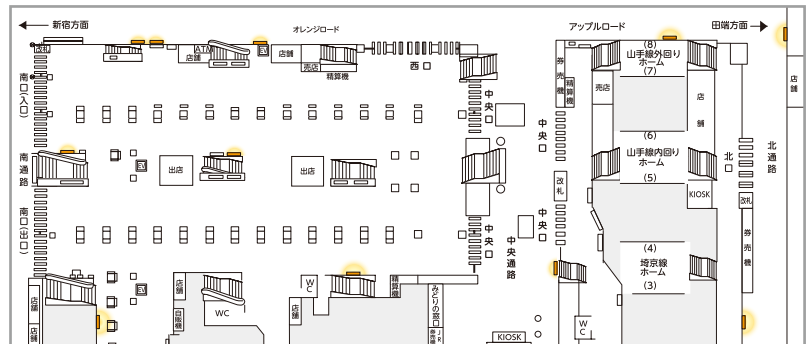 新宿方面
オレンジロード
アップルロード
田端方面
改札
ATM
店舗
EV
店舗
売店
精算機
西口
南口(入口)
中央口
券売機
精算機
(8)
山手線外回り
ホーム
(7)
売店
店舗
店舗
(6)
山手線内回り
ホーム
(5)
中央口
北口
北通路
南通路
EV
出店
出店
改札
KIOSK
改札
南口(出口)
中央口
中央通路
中央口
(4)
埼京線
ホーム
(3)
券売機
EV
店舗
店舗
店舗
自販機
WC
WC
店舗
精算機
みどりの窓口
JR
券売機
KIOSK
WC